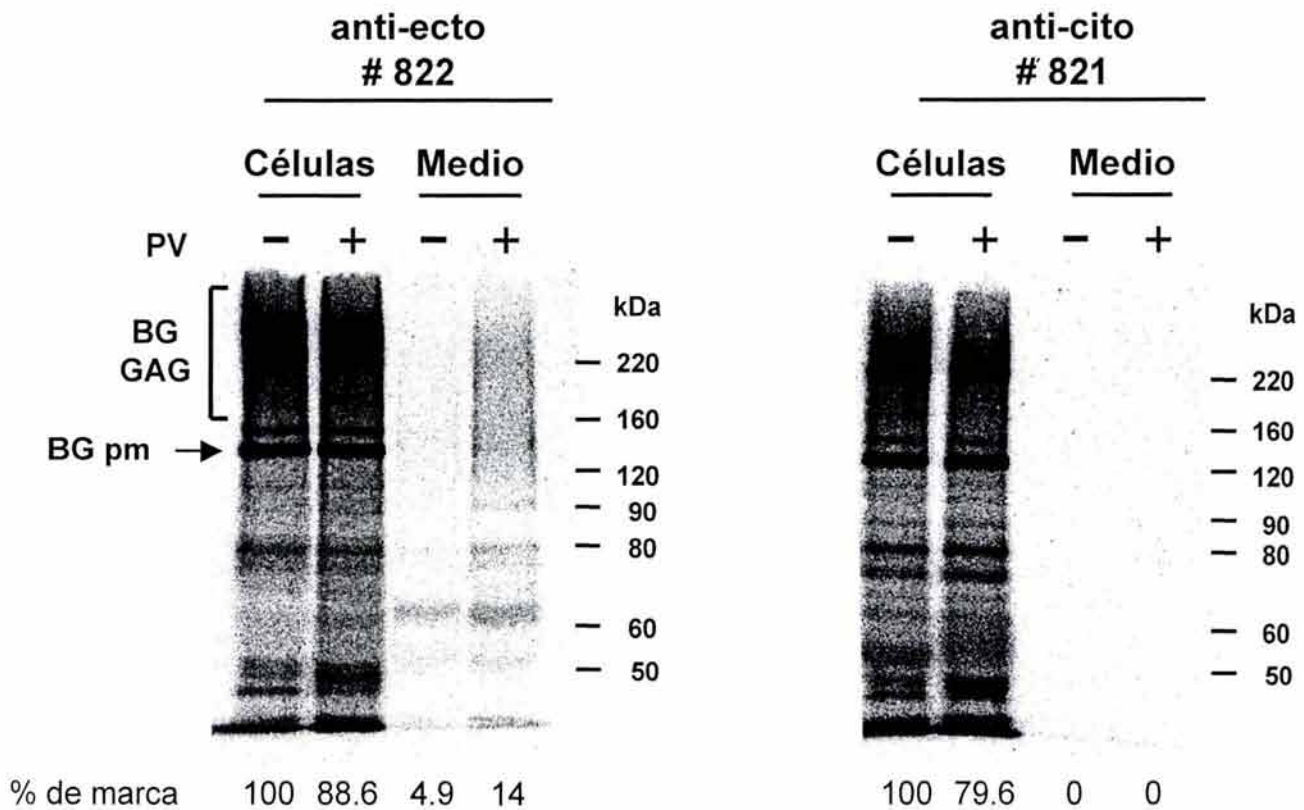 anti-ecto
# 822
Células Medio
PV − + − +
kDa
BG
GAG
220
160
BG pm →
120
90
80
60
50
% de marca 100 88.6 4.9 14
anti-cito
# 821
Células Medio
− + − +
kDa
220
160
120
90
80
60
50
100 79.6 0 0